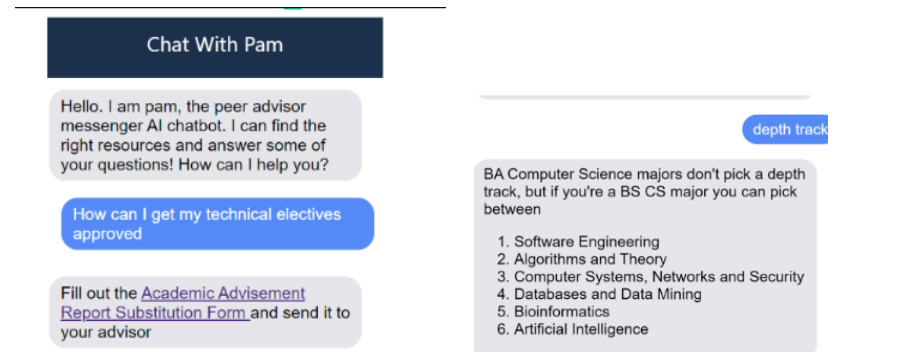 Chat With Pam
Hello. I am pam, the peer advisor
messenger AI chatbot. I can find the
right resources and answer some of
your questions! How can I help you?
How can I get my technical electives
approved
Fill out the Academic Advisement
Report Substitution Form and send it to
your advisor
depth track
BA Computer Science majors don't pick a depth
track, but if you're a BS CS major you can pick
between
1. Software Engineering
2. Algorithms and Theory
3. Computer Systems, Networks and Security
4. Databases and Data Mining
5. Bioinformatics
6. Artificial Intelligence